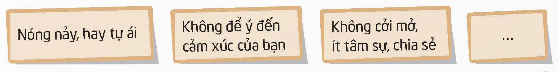 Nóng nảy, hay tự ái
Không để ý đến
cảm xúc của bạn
Không cởi mở,
ít tâm sự, chia sẻ
...